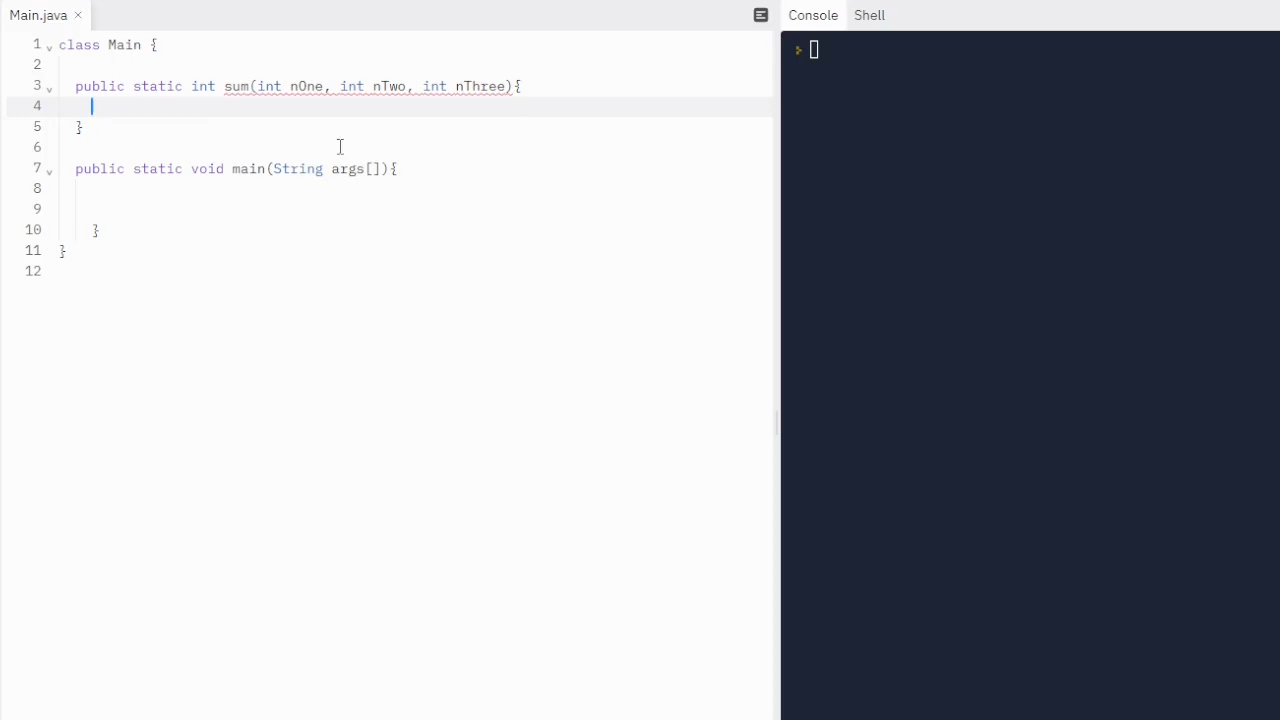 Main.java ×
Console
Shell
1 class Main {
2
3 public static int sum(int nOne, int nTwo, int nThree){
4
5 }
6
7 public static void main(String args[]){
8
9
10 }
11 }
12